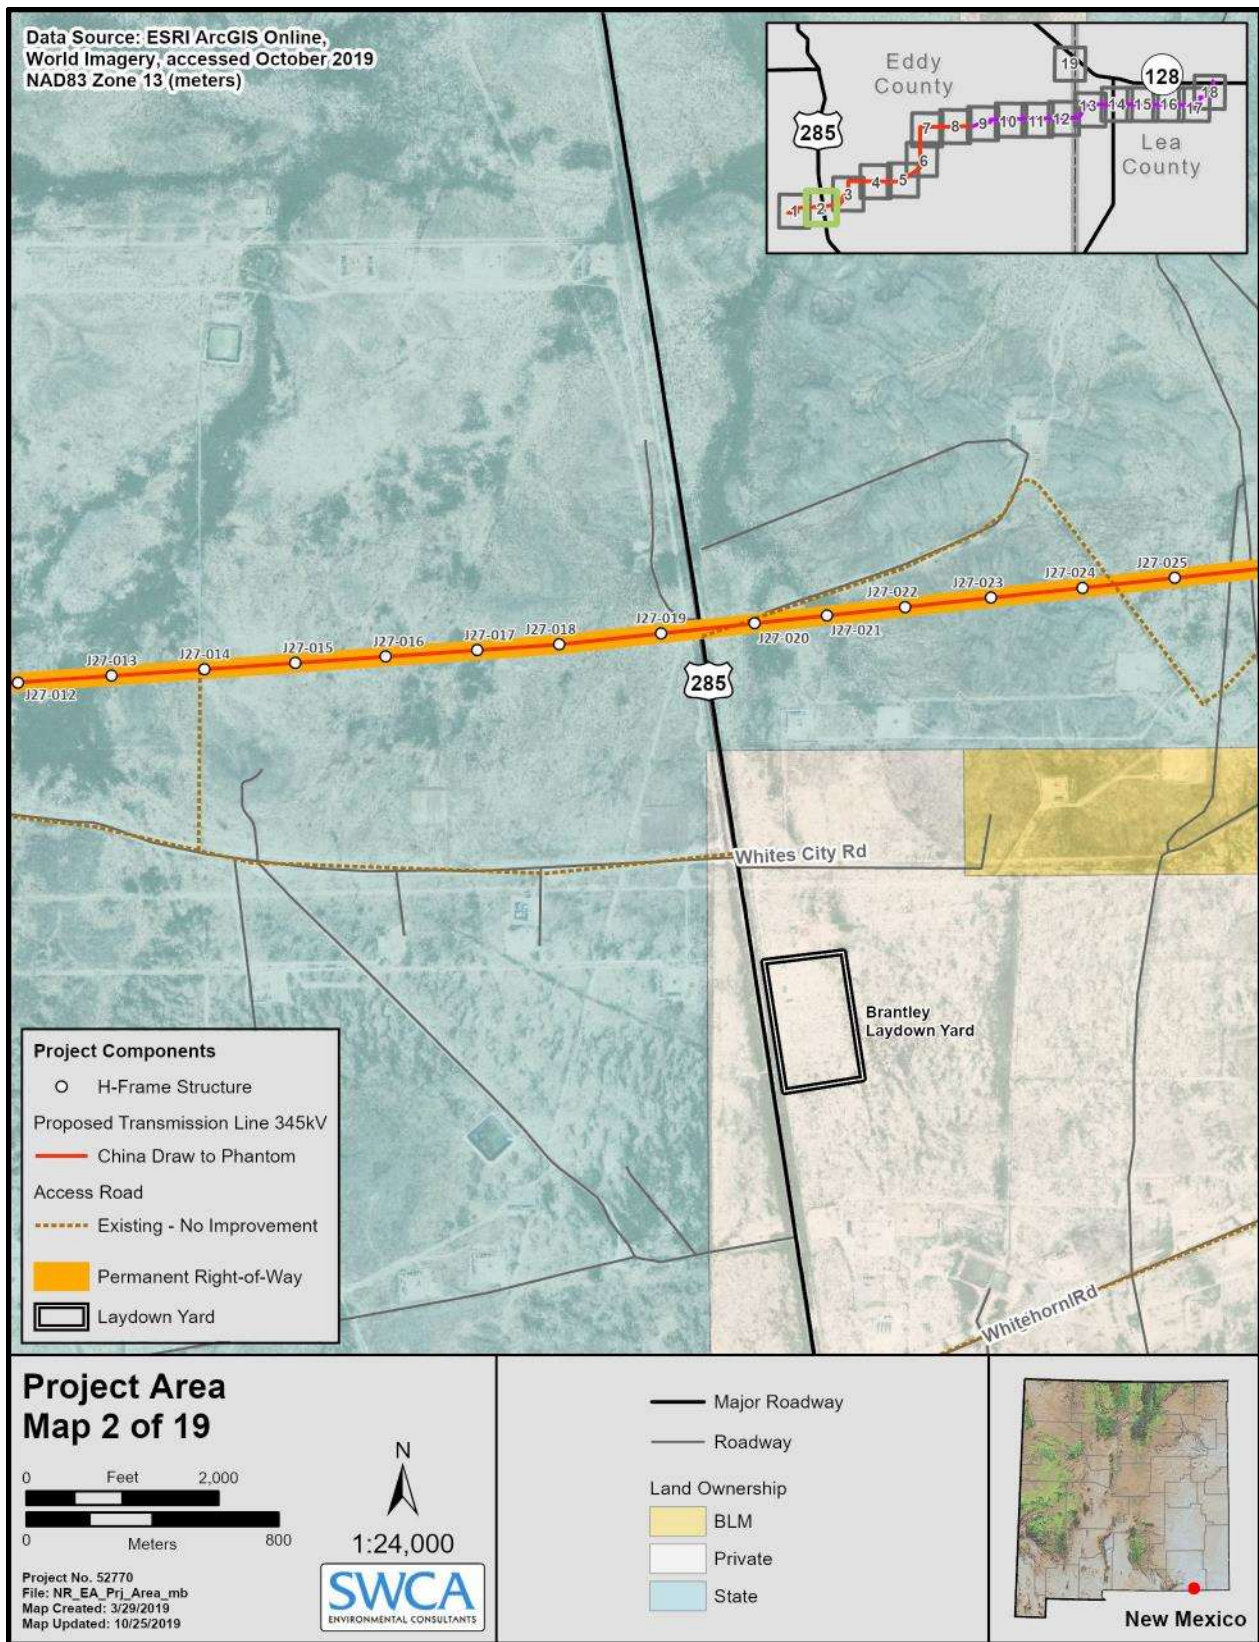 Data Source: ESRI ArcGIS Online,
World Imagery, accessed October 2019
NAD83 Zone 13 (meters)
Eddy
County
285
128
Lea
County
1
2
3
4
5
6
7
8
9
10
11
12
13
14
15
16
17
18
19
J27-012
J27-013
J27-014
J27-015
J27-016
J27-017
J27-018
J27-019
J27-020
J27-021
J27-022
J27-023
J27-024
J27-025
285
Whites City Rd
Brantley
Laydown Yard
Whitehorn Rd
Project Components
H-Frame Structure
Proposed Transmission Line 345kV
China Draw to Phantom
Access Road
Existing - No Improvement
Permanent Right-of-Way
Laydown Yard
Project Area
Map 2 of 19
0 Feet 2,000
0 Meters 800
N
1:24,000
Project No. 52770
File: NR_EA_Prj_Area_mb
Map Created: 3/29/2019
Map Updated: 10/25/2019
SWCA
ENVIRONMENTAL CONSULTANTS
Major Roadway
Roadway
Land Ownership
BLM
Private
State
New Mexico